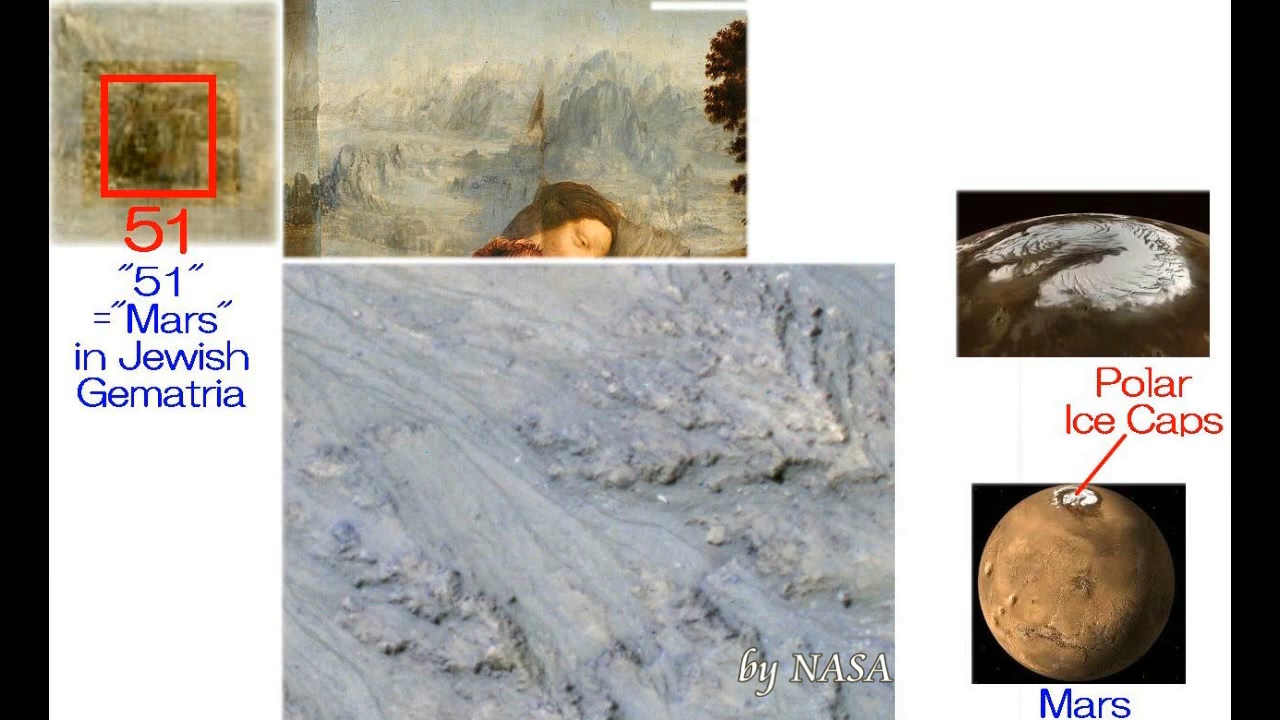 51
"51"
="Mars"
in Jewish
Gematria
by NASA
Polar
Ice Caps
Mars